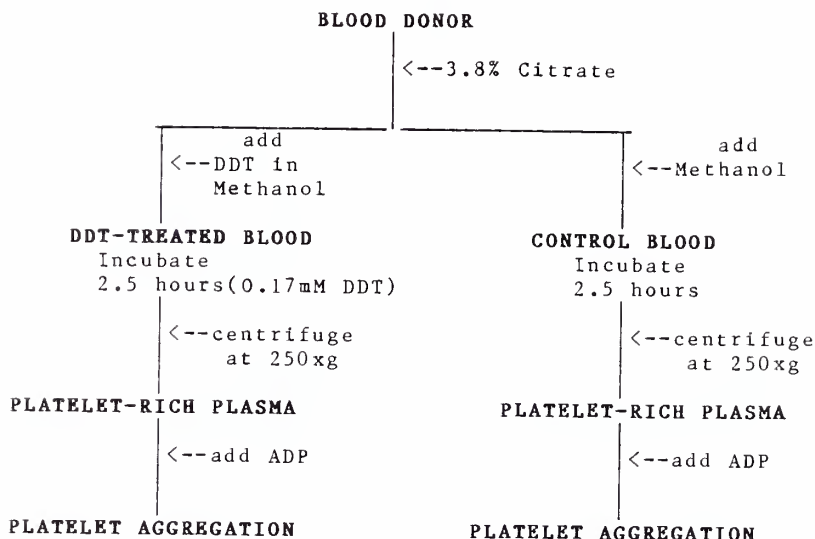 BLOOD DONOR
<--3.8% Citrate
add
<--DDT in
Methanol
add
<--Methanol
DDT-TREATED BLOOD
Incubate
2.5 hours(0.17mM DDT)
CONTROL BLOOD
Incubate
2.5 hours
<--centrifuge
at 250xg
<--centrifuge
at 250xg
PLATELET-RICH PLASMA
PLATELET-RICH PLASMA
<--add ADP
<--add ADP
PLATELET AGGREGATION
PLATELET AGGREGATION